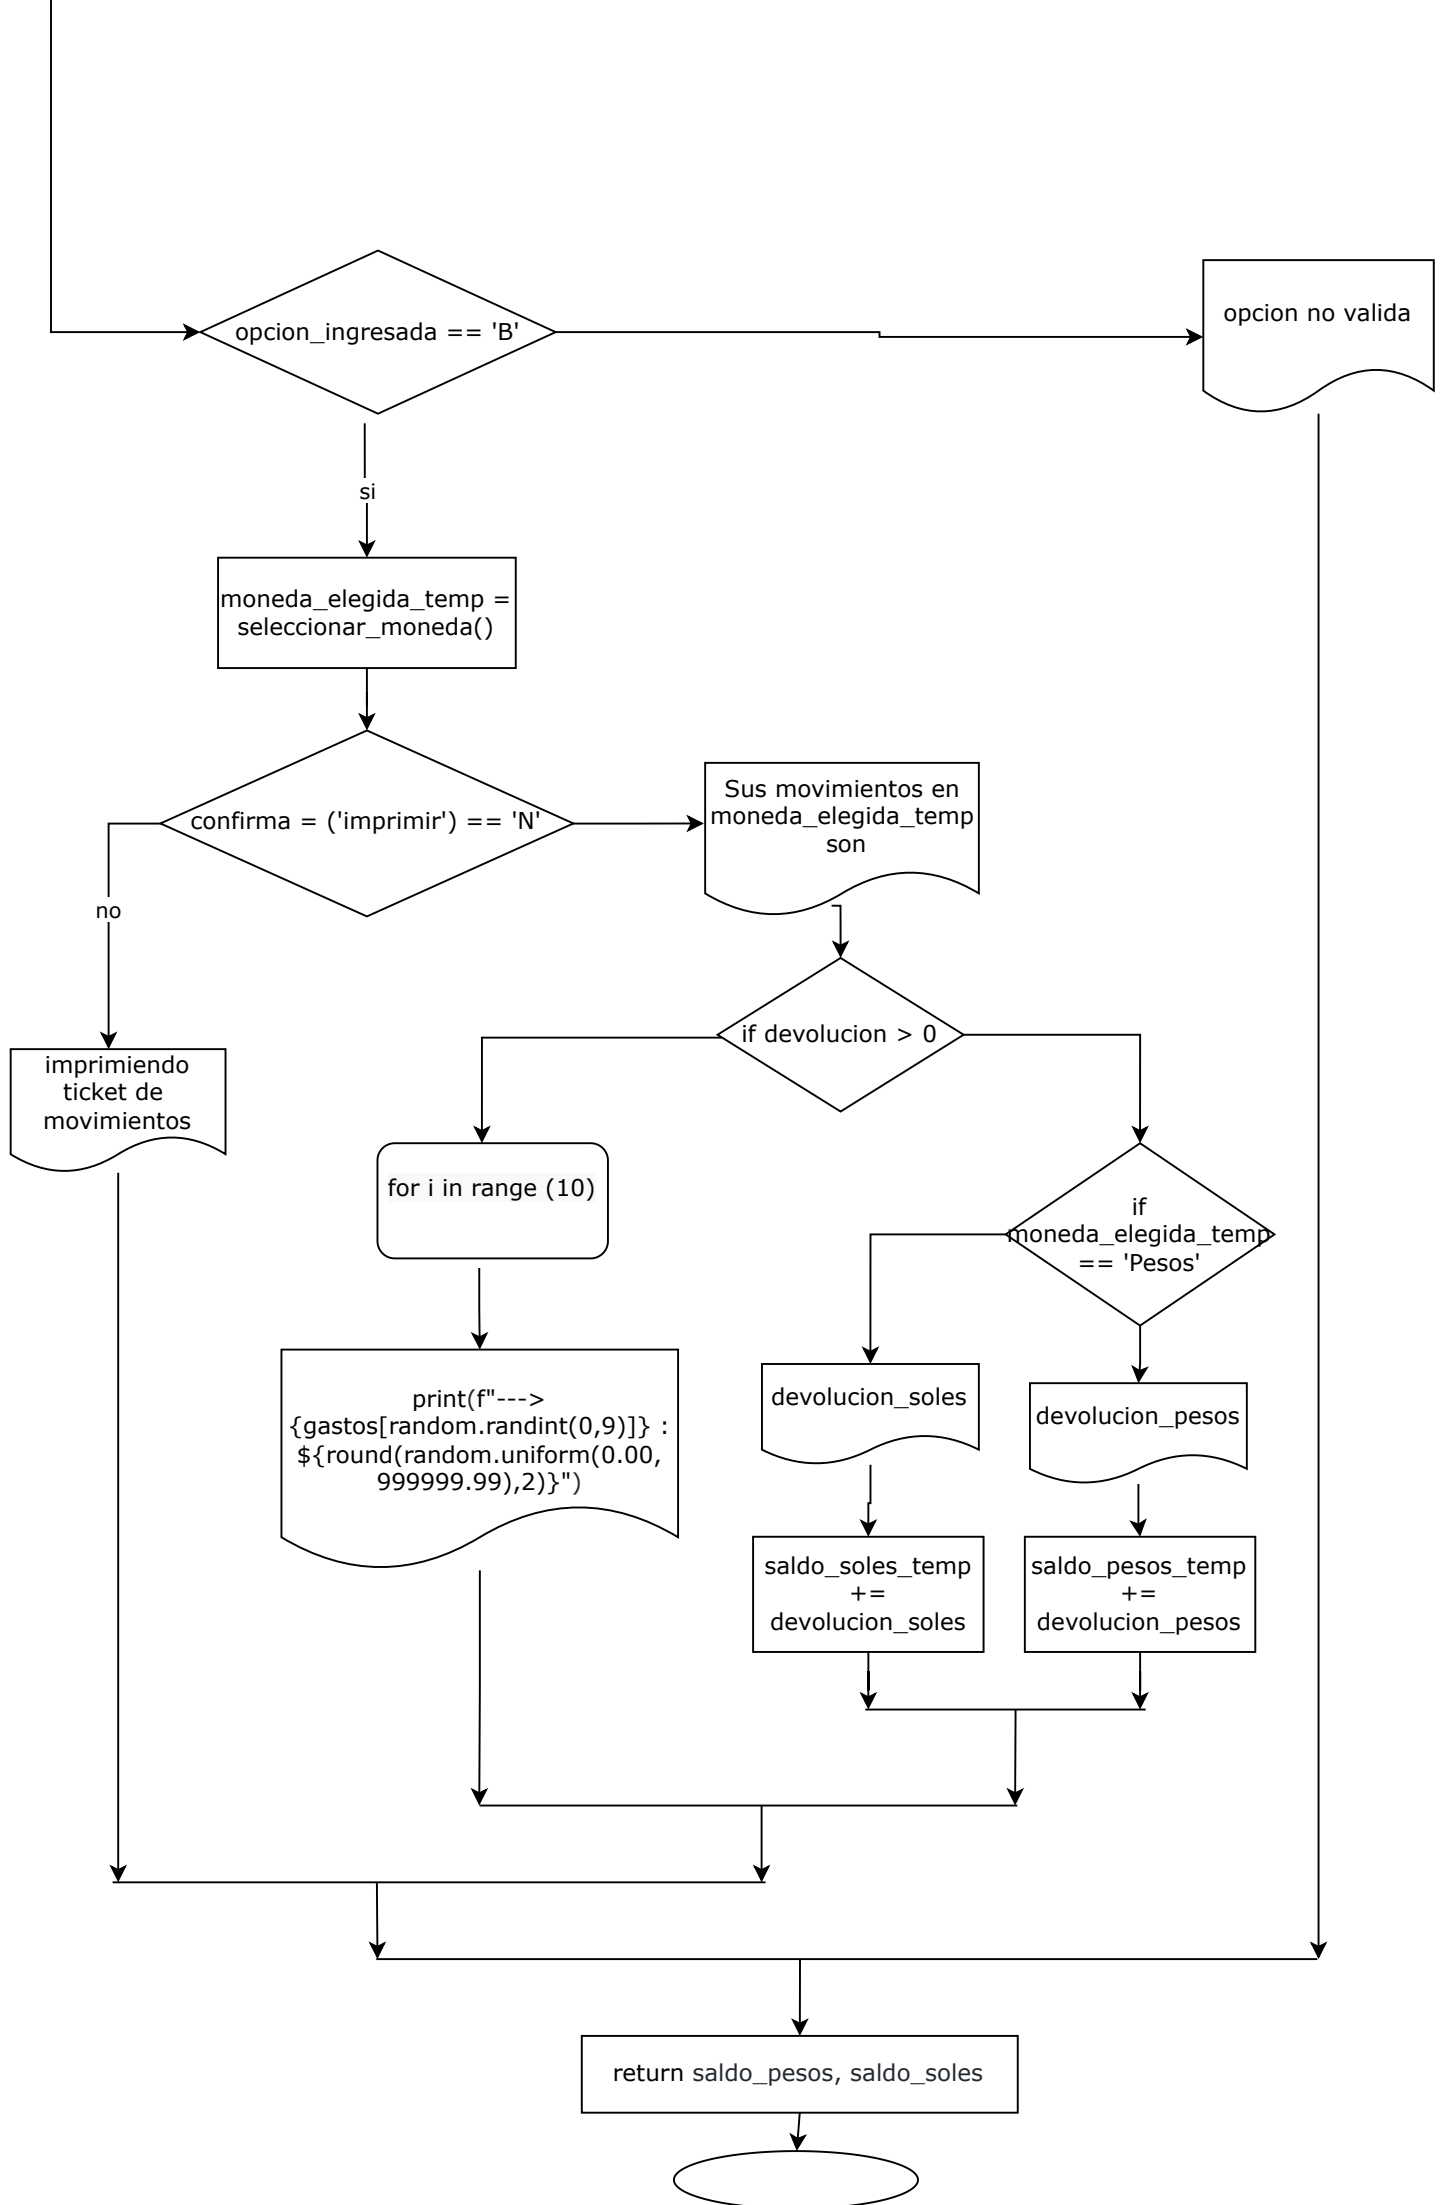 opcion_ingresada == 'B'
opcion no valida
si
moneda_elegida_temp =
seleccionar_moneda()
confirma = ('imprimir') == 'N'
Sus movimientos en
moneda_elegida_temp
son
no
if devolucion > 0
imprimiendo
ticket de
movimientos
for i in range (10)
if
moneda_elegida_temp
== 'Pesos'
print(f"--->
{gastos[random.randint(0,9)]} :
${round(random.uniform(0.00,
999999.99),2)}")
devolucion_soles
devolucion_pesos
saldo_soles_temp
+=
devolucion_soles
saldo_pesos_temp
+=
devolucion_pesos
return saldo_pesos, saldo_soles